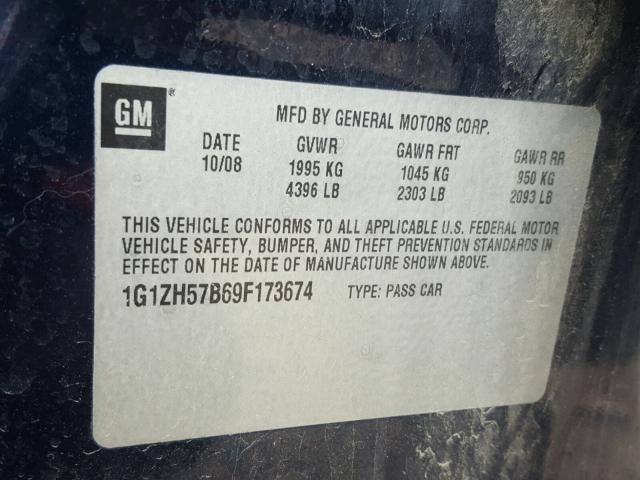 GM®
MFD BY GENERAL MOTORS CORP.
DATE GVWR GAWR FRT GAWR RR
10/08 1995 KG 1045 KG 950 KG
4396 LB 2303 LB 2093 LB
THIS VEHICLE CONFORMS TO ALL APPLICABLE U.S. FEDERAL MOTOR
VEHICLE SAFETY, BUMPER, AND THEFT PREVENTION STANDARDS IN
EFFECT ON THE DATE OF MANUFACTURE SHOWN ABOVE.
1G1ZH57B69F173674 TYPE: PASS CAR